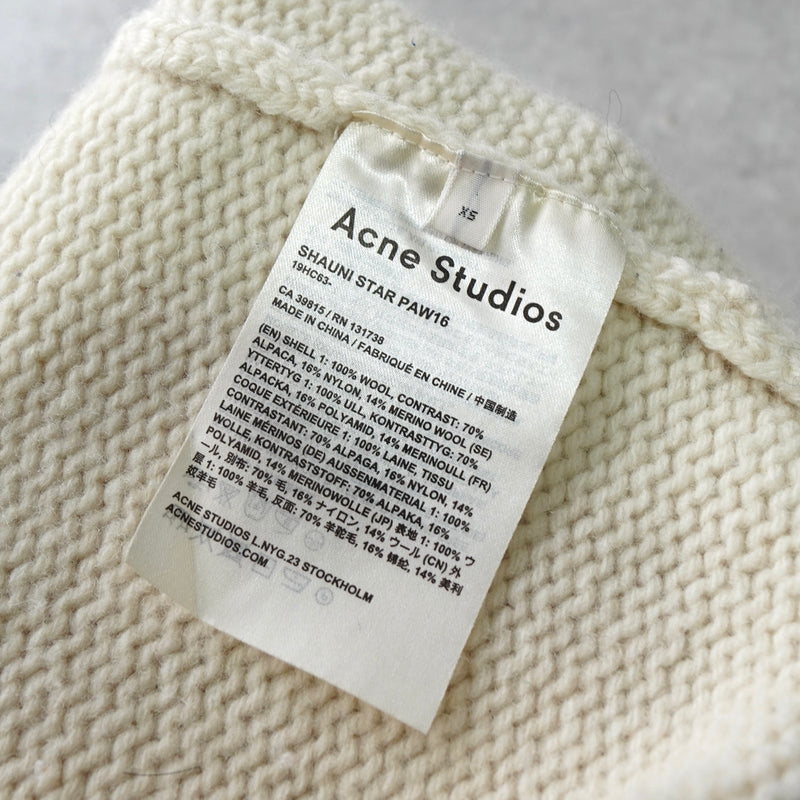 XS
Acne Studios
SHAUNI STAR PAW16
19HC63-
CA 39815 / RN 131738
MADE IN CHINA / FABRIQUÉ EN CHINE / 中国制造
(EN) SHELL 1: 100% WOOL, CONTRAST: 70%
ALPACA, 16% NYLON, 14% MERINO WOOL (SE)
YTTERTYG 1: 100% ULL, KONTRASTTYG: 70%
ALPACKA, 16% POLYAMID, 14% MERINOULL (FR)
COQUE EXTÉRIEURE 1: 100% LAINE, TISSU
CONTRASTANT: 70% ALPAGA, 16% NYLON, 14%
LAINE MÉRINOS (DE) AUSSENMATERIAL 1: 100%
WOLLE, KONTRASTSTOFF: 70% ALPAKA, 16%
POLYAMID, 14% MERINOWOLLE (JP) 表地 1: 100% ウ
ール, 別布: 70% 毛, 16% ナイロン, 14% ウール (CN) 外
层 1: 100% 羊毛, 反面: 70% 羊驼毛, 16% 锦纶, 14% 美利
奴羊毛
ACNE STUDIOS L.NYG.23 STOCKHOLM
ACNESTUDIOS.COM